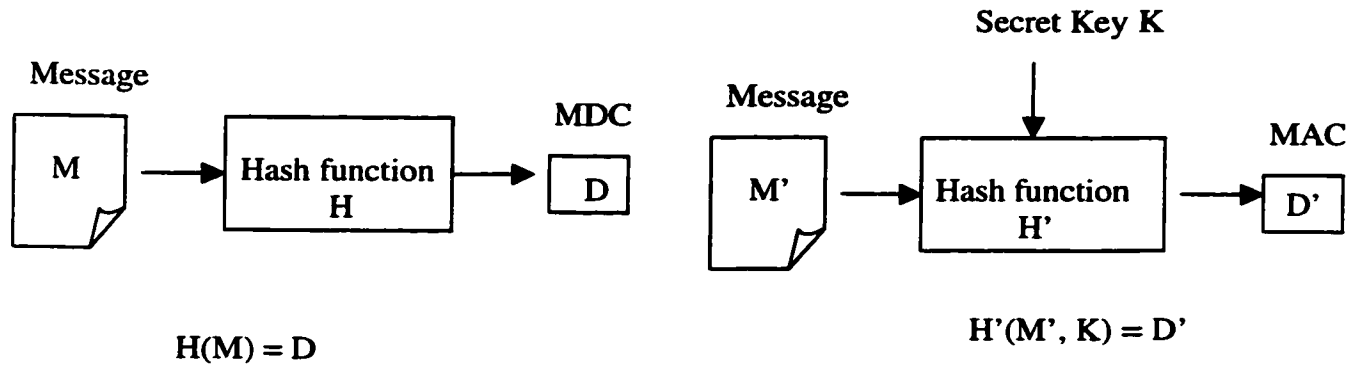 Message
M
Hash function
H
MDC
D
H(M) = D
Secret Key K
Message
M’
Hash function
H’
MAC
D’
H’(M’, K) = D’